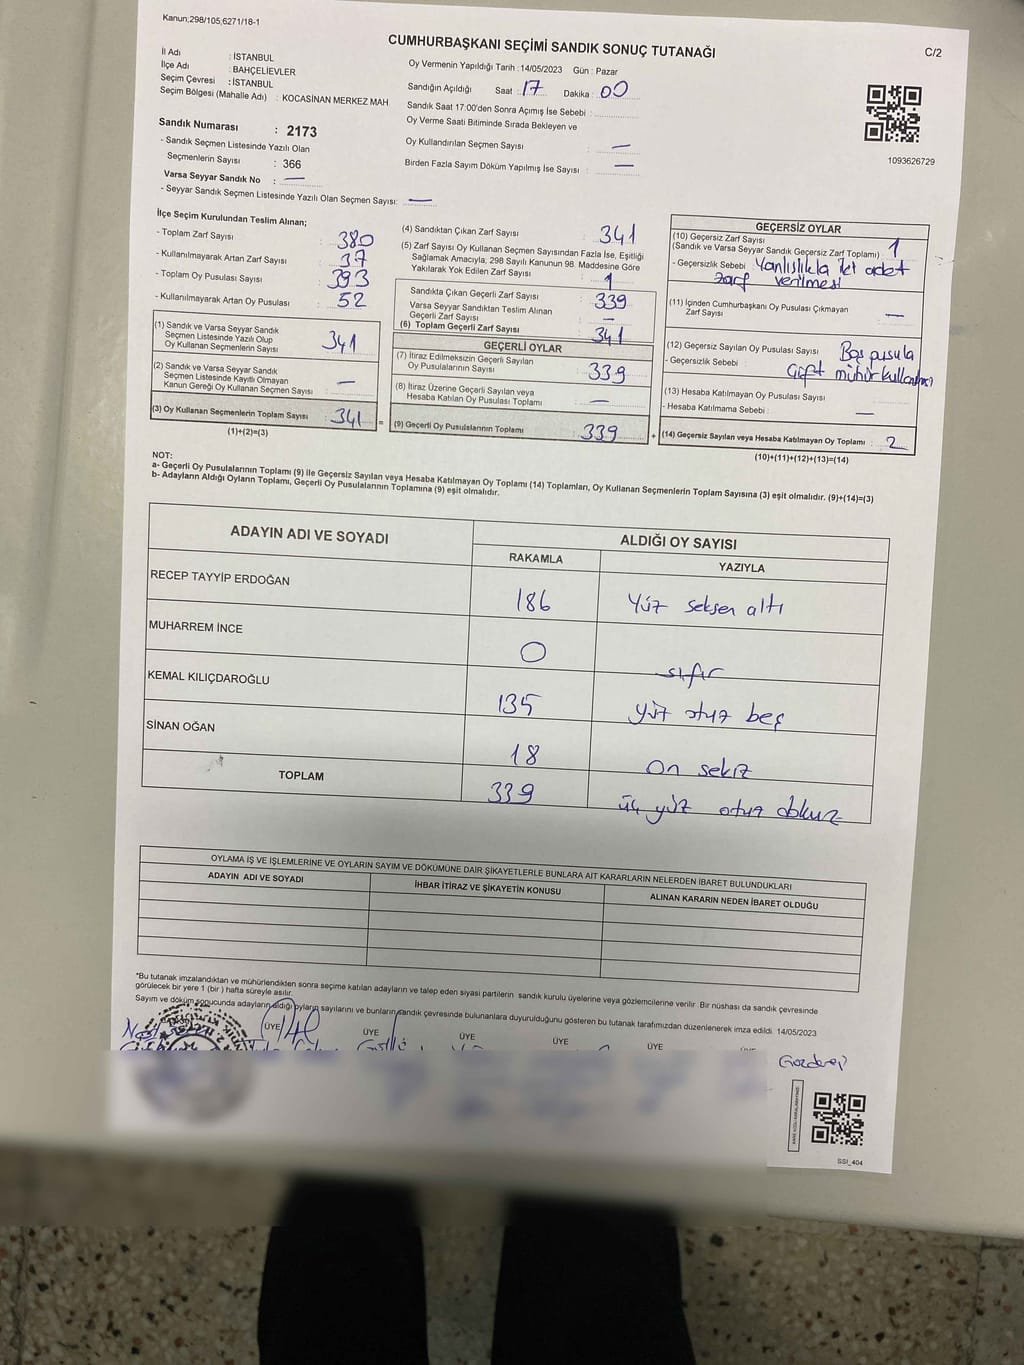 Kanun;298/105;6271/18-1
CUMHURBAŞKANI SEÇİMİ SANDIK SONUÇ TUTANAĞI
C/2
İl Adı : İSTANBUL
İlçe Adı : BAHÇELİEVLER
Seçim Çevresi : İSTANBUL
Seçim Bölgesi (Mahalle Adı) : KOCASİNAN MERKEZ MAH
Oy Vermenin Yapıldığı Tarih :14/05/2023 Gün : Pazar
Sandığın Açıldığı Saat : 17 Dakika : 00
Sandık Saat 17:00'den Sonra Açımış İse Sebebi :
Oy Verme Saati Bitiminde Sırada Bekleyen ve
Oy Kullandırılan Seçmen Sayısı : —
Birden Fazla Sayım Döküm Yapılmış İse Sayısı : —
1093626729
Sandık Numarası : 2173
- Sandık Seçmen Listesinde Yazılı Olan
Seçmenlerin Sayısı : 366
Varsa Seyyar Sandık No : —
- Seyyar Sandık Seçmen Listesinde Yazılı Olan Seçmen Sayısı: —
İlçe Seçim Kurulundan Teslim Alınan;
- Toplam Zarf Sayısı : 380
- Kullanılmayarak Artan Zarf Sayısı : 37
- Toplam Oy Pusulası Sayısı : 393
- Kullanılmayarak Artan Oy Pusulası : 52
(1) Sandık ve Varsa Seyyar Sandık
Seçmen Listesinde Yazılı Olup
Oy Kullanan Seçmenlerin Sayısı : 341
(2) Sandık ve Varsa Seyyar Sandık
Seçmen Listesinde Kayıtlı Olmayan
Kanun Gereği Oy Kullanan Seçmen Sayısı : —
(3) Oy Kullanan Seçmenlerin Toplam Sayısı : 341 =
(1)+(2)=(3)
(4) Sandıktan Çıkan Zarf Sayısı : 341
(5) Zarf Sayısı Oy Kullanan Seçmen Sayısından Fazla İse, Eşitliği
Sağlamak Amacıyla, 298 Sayılı Kanunun 98. Maddesine Göre
Yakılarak Yok Edilen Zarf Sayısı : 1
Sandıkta Çıkan Geçerli Zarf Sayısı : 339
Varsa Seyyar Sandıktan Teslim Alınan
Geçerli Zarf Sayısı : —
(6) Toplam Geçerli Zarf Sayısı : 341
GEÇERLİ OYLAR
(7) İtiraz Edilmeksizin Geçerli Sayılan
Oy Pusulalarının Sayısı : 339
(8) İtiraz Üzerine Geçerli Sayılan veya
Hesaba Katılan Oy Pusulası Toplamı : —
(9) Geçerli Oy Pusulalarının Toplamı : 339 +
GEÇERSİZ OYLAR
(10) Geçersiz Zarf Sayısı
(Sandık ve Varsa Seyyar Sandık Geçersiz Zarf Toplamı) : 1
- Geçersizlik Sebebi : Yanlışlıkla iki adet
zarf verilmesi
(11) İçinden Cumhurbaşkanı Oy Pusulası Çıkmayan
Zarf Sayısı : —
(12) Geçersiz Sayılan Oy Pusulası Sayısı : Boş pusula
- Geçersizlik Sebebi : Çift mühür
(13) Hesaba Katılmayan Oy Pusulası Sayısı :
- Hesaba Katılmama Sebebi : —
(14) Geçersiz Sayılan veya Hesaba Katılmayan Oy Toplamı : 2
(10)+(11)+(12)+(13)=(14)
NOT:
a- Geçerli Oy Pusulalarının Toplamı (9) ile Geçersiz Sayılan veya Hesaba Katılmayan Oy Toplamı (14) Toplamları, Oy Kullanan Seçmenlerin Toplam Sayısına (3) eşit olmalıdır. (9)+(14)=(3)
b- Adayların Aldığı Oyların Toplamı, Geçerli Oy Pusulalarının Toplamına (9) eşit olmalıdır.
ADAYIN ADI VE SOYADI ALDIĞI OY SAYISI
RAKAMLA YAZIYLA
RECEP TAYYİP ERDOĞAN 186 Yüz seksen altı
MUHARREM İNCE 0 sıfır
KEMAL KILIÇDAROĞLU 135 yüz otuz beş
SİNAN OĞAN 18 On sekiz
TOPLAM 339 üç yüz otuz dokuz
OYLAMA İŞ VE İŞLEMLERİNE VE OYLARIN SAYIM VE DÖKÜMÜNE DAİR ŞİKAYETLERLE BUNLARA AİT KARARLARIN NELERDEN İBARET BULUNDUKLARI
ADAYIN ADI VE SOYADI İHBAR İTİRAZ VE ŞİKAYETİN KONUSU ALINAN KARARIN NEDEN İBARET OLDUĞU
*Bu tutanak imzalandıktan ve mühürlendikten sonra seçime katılan adayların ve talep eden siyasi partilerin sandık kurulu üyelerine veya gözlemcilerine verilir. Bir nüshası da sandık çevresinde
görülecek bir yere 1 (bir ) hafta süreyle asılır.
Sayım ve döküm sonucunda adayların aldığı oyların sayılarını ve bunların sandık çevresinde bulunanlara duyurulduğunu gösteren bu tutanak tarafımızdan düzenlenerek imza edildi. 14/05/2023
ÜYE ÜYE ÜYE ÜYE ÜYE
SSI_404